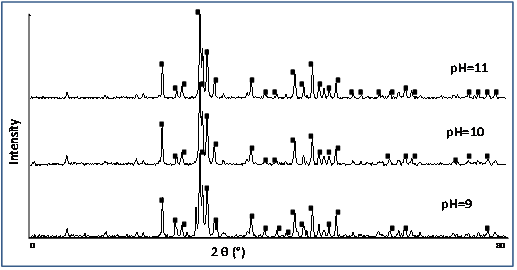 pH=11
pH=10
pH=9
Intensity
0
80
2 θ (°)